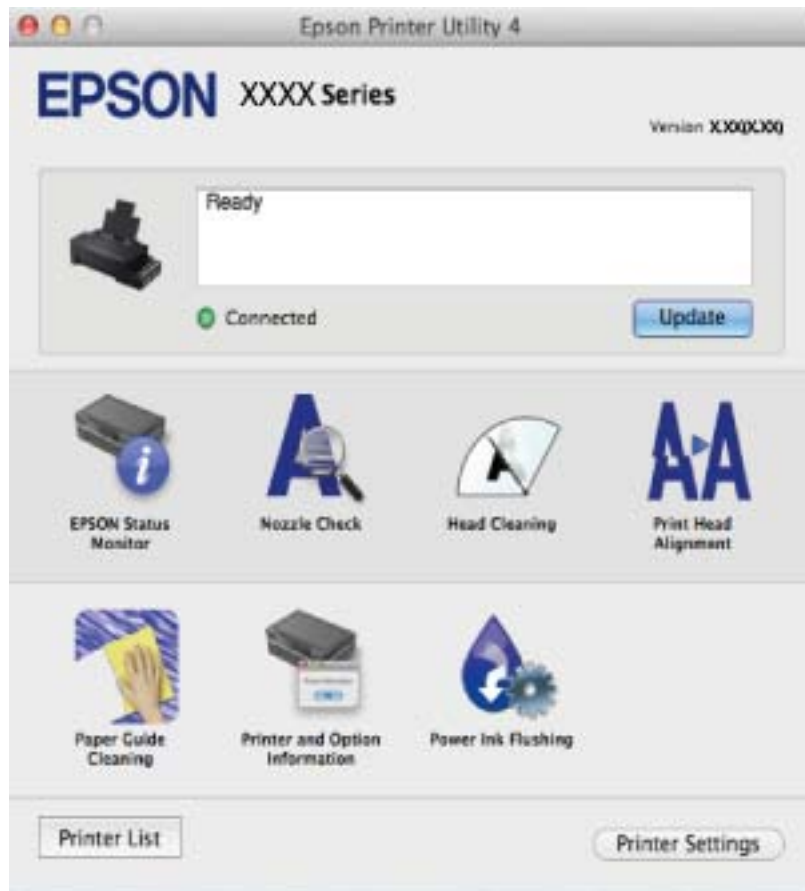 Epson Printer Utility 4
EPSON XXXX Series
Version X.XX(X.XX)
Ready
Connected
Update
EPSON Status
Monitor
Nozzle Check
Head Cleaning
Print Head
Alignment
Paper Guide
Cleaning
Printer and Option
Information
Power Ink Flushing
Printer List
Printer Settings